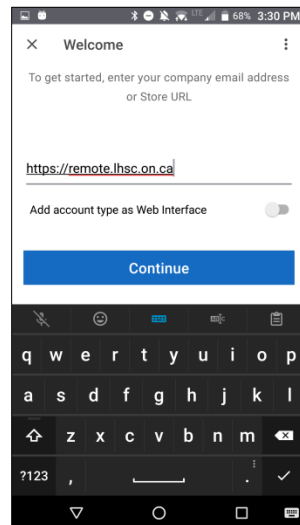 LTE 68% 3:30 PM
Welcome
To get started, enter your company email address
or Store URL
https://remote.lhsc.on.ca
Add account type as Web Interface
Continue
q w e r t y u i o p
a s d f g h j k l
z x c v b n m
?123 , .